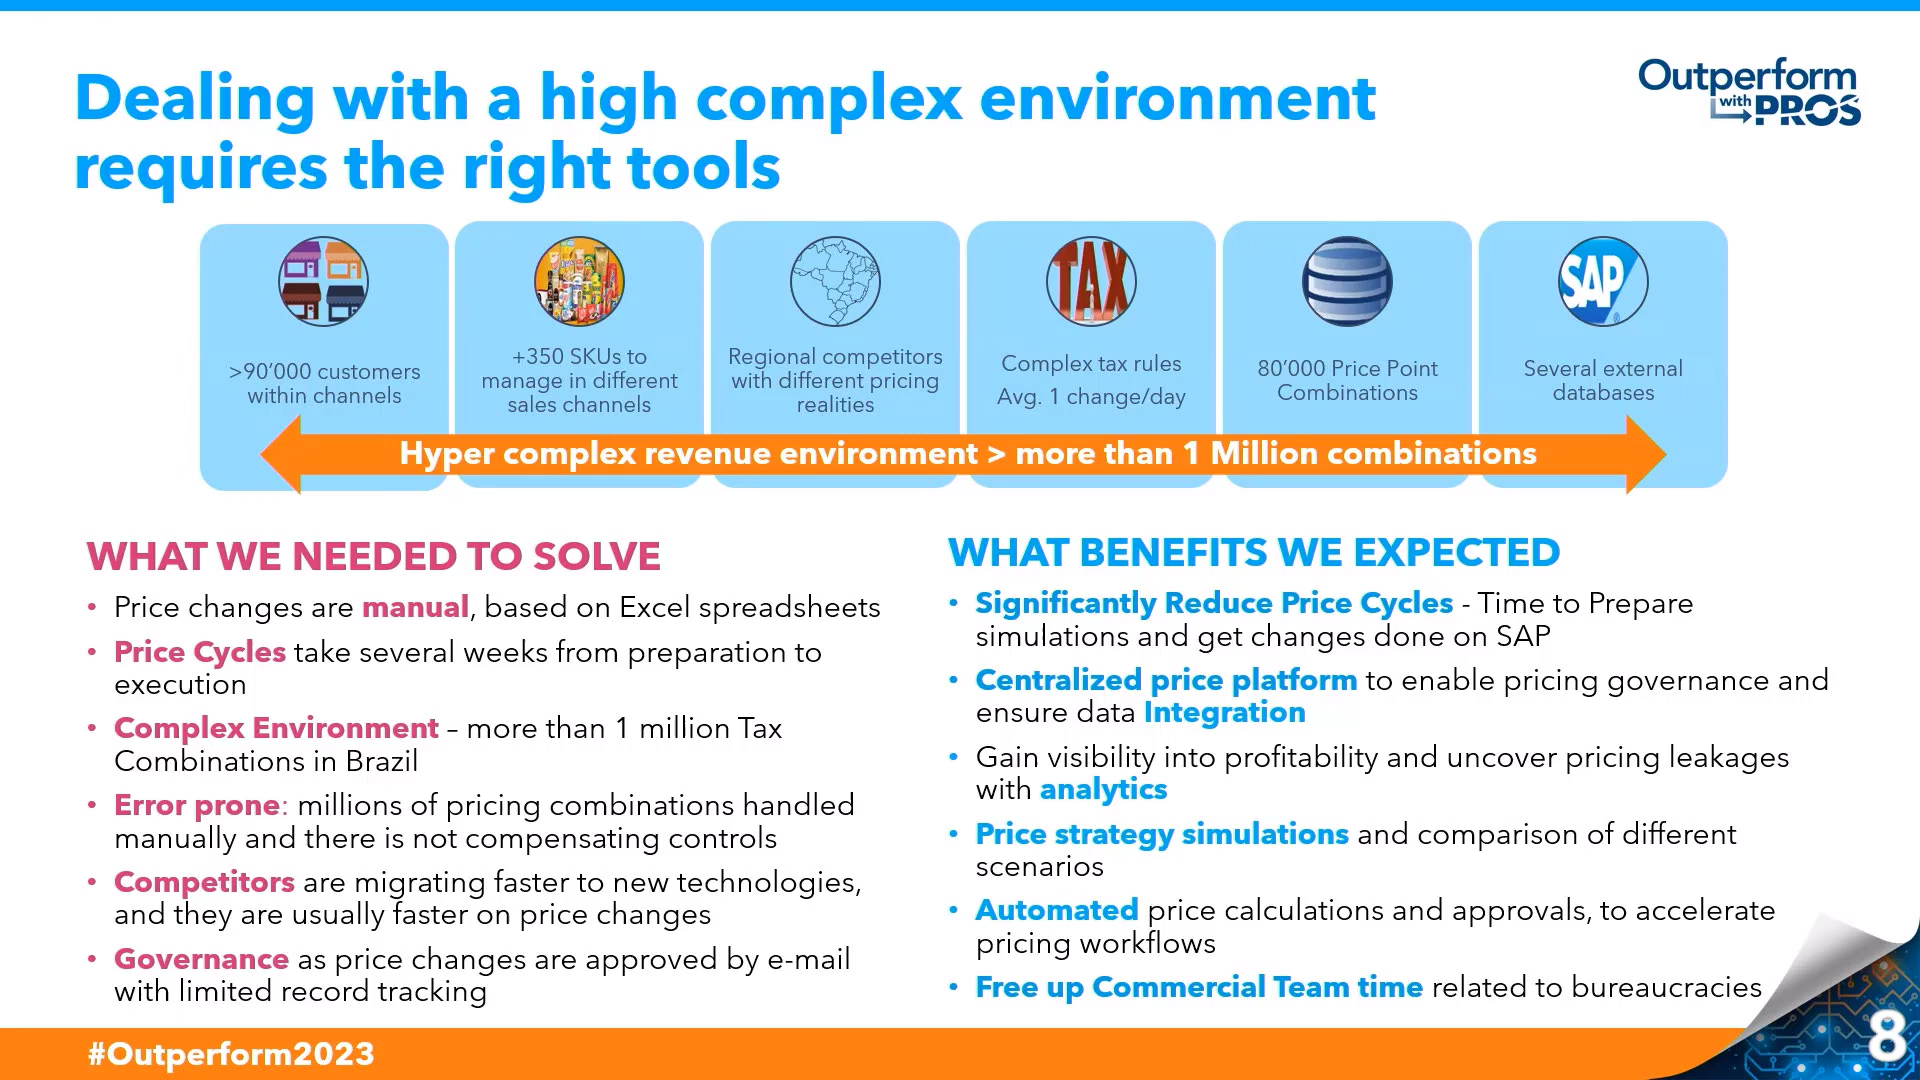 Dealing with a high complex environment
requires the right tools
Outperform
with PROS
TAX
SAP
®
>90’000 customers
within channels
+350 SKUs to
manage in different
sales channels
Regional competitors
with different pricing
realities
Complex tax rules
Avg. 1 change/day
80’000 Price Point
Combinations
Several external
databases
Hyper complex revenue environment > more than 1 Million combinations
WHAT WE NEEDED TO SOLVE
• Price changes are manual, based on Excel spreadsheets
• Price Cycles take several weeks from preparation to
execution
• Complex Environment – more than 1 million Tax
Combinations in Brazil
• Error prone: millions of pricing combinations handled
manually and there is not compensating controls
• Competitors are migrating faster to new technologies,
and they are usually faster on price changes
• Governance as price changes are approved by e-mail
with limited record tracking
WHAT BENEFITS WE EXPECTED
• Significantly Reduce Price Cycles - Time to Prepare
simulations and get changes done on SAP
• Centralized price platform to enable pricing governance and
ensure data Integration
• Gain visibility into profitability and uncover pricing leakages
with analytics
• Price strategy simulations and comparison of different
scenarios
• Automated price calculations and approvals, to accelerate
pricing workflows
• Free up Commercial Team time related to bureaucracies
#Outperform2023
8